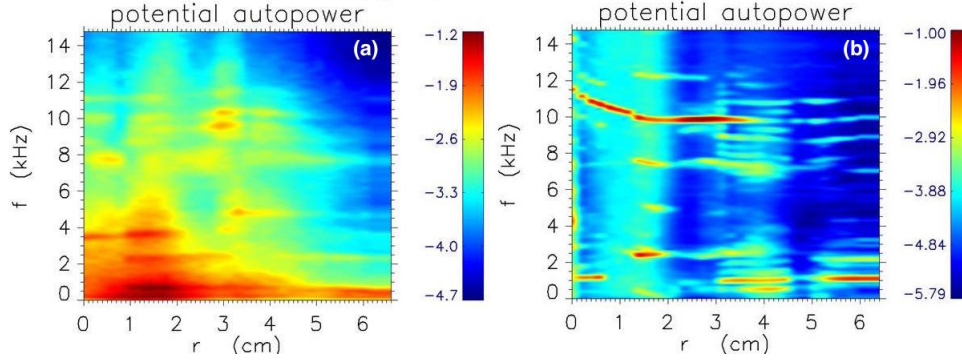 potential autopower
(a)
14
12
10
8
6
4
2
0
f (kHz)
0 1 2 3 4 5 6
r (cm)
−1.2
−1.9
−2.6
−3.3
−4.0
−4.7
potential autopower
(b)
14
12
10
8
6
4
2
0
f (kHz)
0 1 2 3 4 5 6
r (cm)
−1.00
−1.96
−2.92
−3.88
−4.84
−5.79